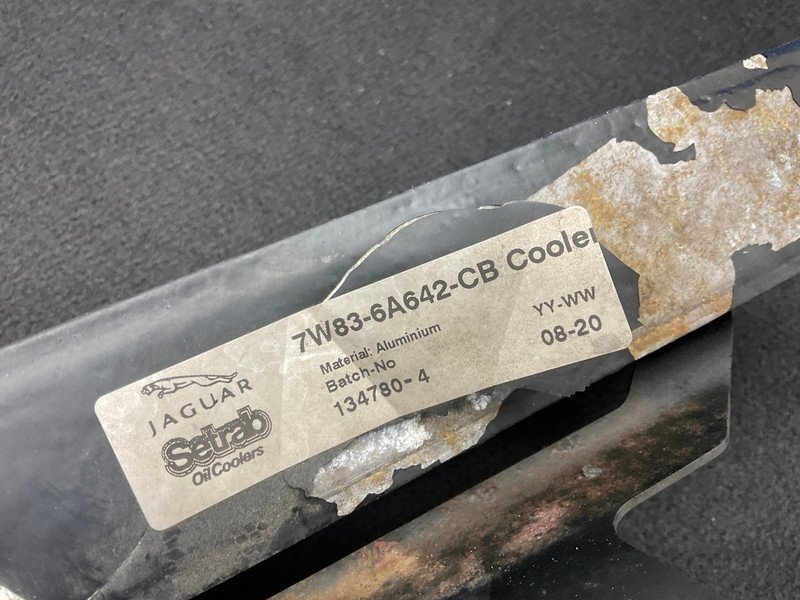 7W83-6A642-CB Cooler
Material: Aluminium
Batch-No
134780-4
YY-WW
08-20
JAGUAR
Setrab
Oil Coolers